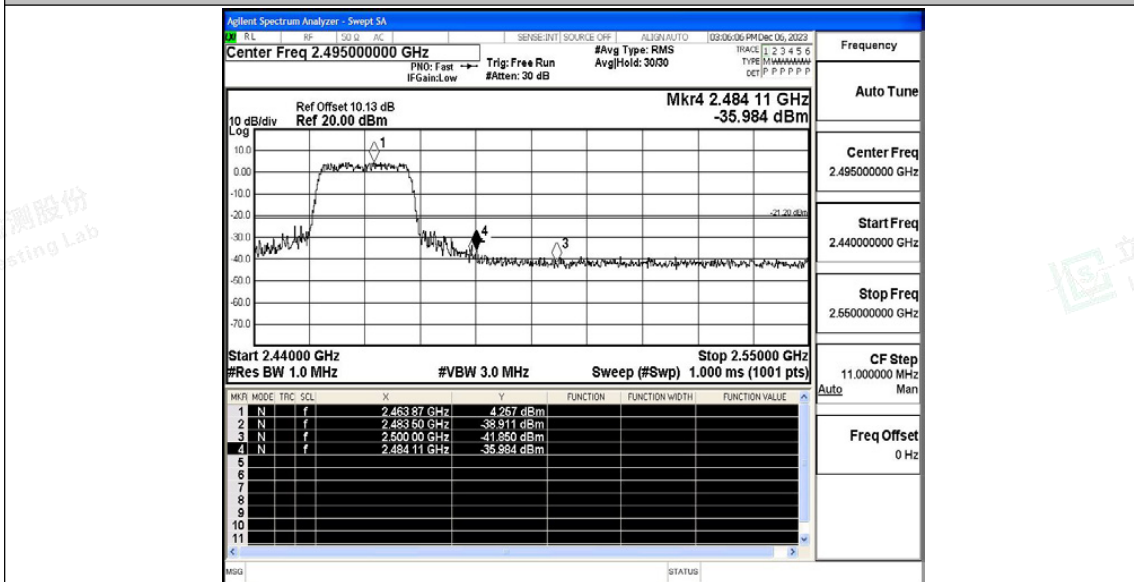 Agilent Spectrum Analyzer - Swept SA
RL RF 50 Ω AC SENSE:INT SOURCE OFF ALIGNAUTO 03:06:06 PM Dec 06, 2023
Center Freq 2.495000000 GHz
PNO: Fast
IFGain:Low
Trig: Free Run
#Atten: 30 dB
#Avg Type: RMS
Avg|Hold: 30/30
TRACE 1 2 3 4 5 6
TYPE M
DET P P P P P P
Mkr4 2.484 11 GHz
-35.984 dBm
Ref Offset 10.13 dB
10 dB/div Ref 20.00 dBm
Log
10.0
0.00
-10.0
-20.0
-30.0
-40.0
-50.0
-60.0
-70.0
1
4
3
-21.20 dBm
Start 2.44000 GHz Stop 2.55000 GHz
#Res BW 1.0 MHz #VBW 3.0 MHz Sweep (#Swp) 1.000 ms (1001 pts)
MKR MODE TRC SCL X Y FUNCTION FUNCTION WIDTH FUNCTION VALUE
1 N f 2.463 87 GHz 4.257 dBm
2 N f 2.483 50 GHz -38.911 dBm
3 N f 2.500 00 GHz -41.850 dBm
4 N f 2.484 11 GHz -35.984 dBm
5
6
7
8
9
10
11
MSG STATUS
Frequency
Auto Tune
Center Freq
2.495000000 GHz
Start Freq
2.440000000 GHz
Stop Freq
2.550000000 GHz
CF Step
11.000000 MHz
Auto Man
Freq Offset
0 Hz
测股份
sting Lab
立